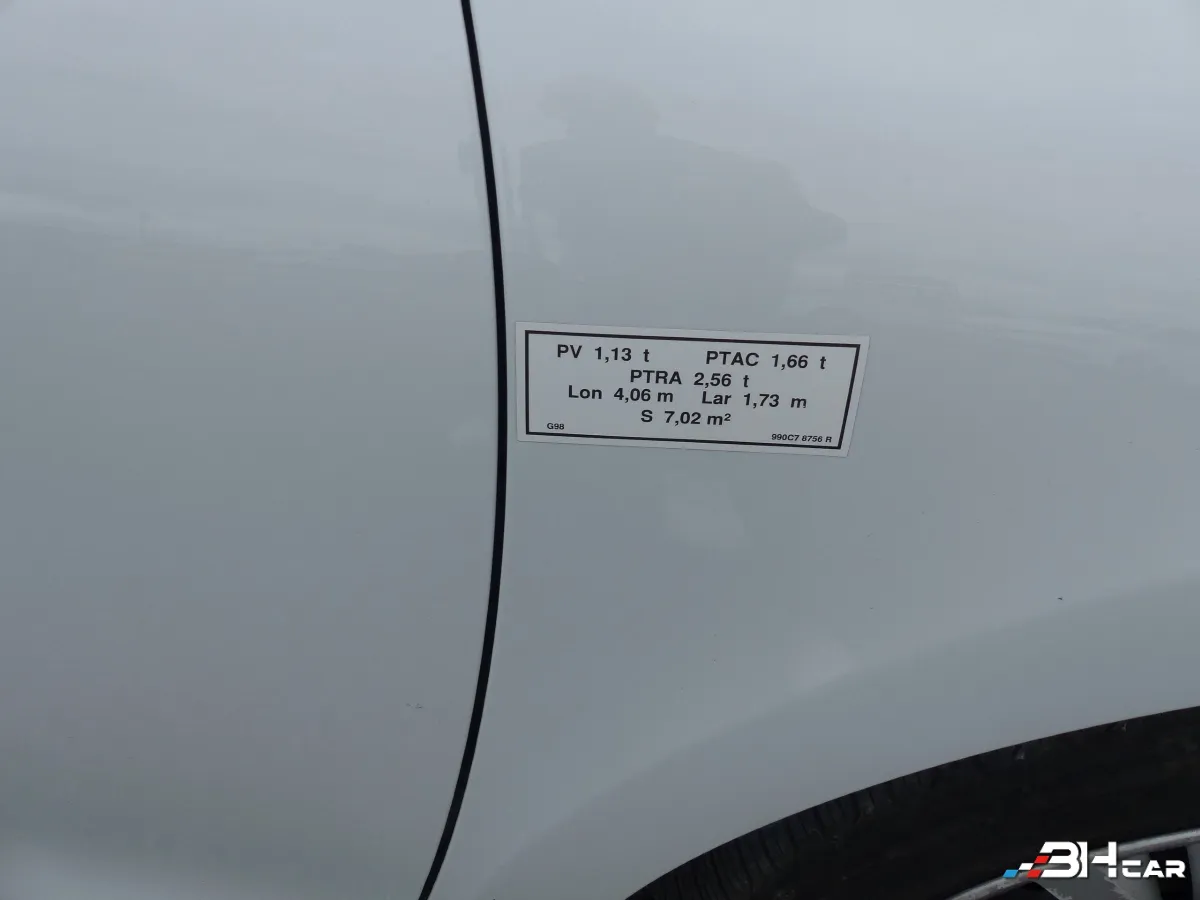 PV 1,13 t PTAC 1,66 t
PTRA 2,56 t
Lon 4,06 m Lar 1,73 m
S 7,02 m²
G98 990C7 8756 R
BHCAR